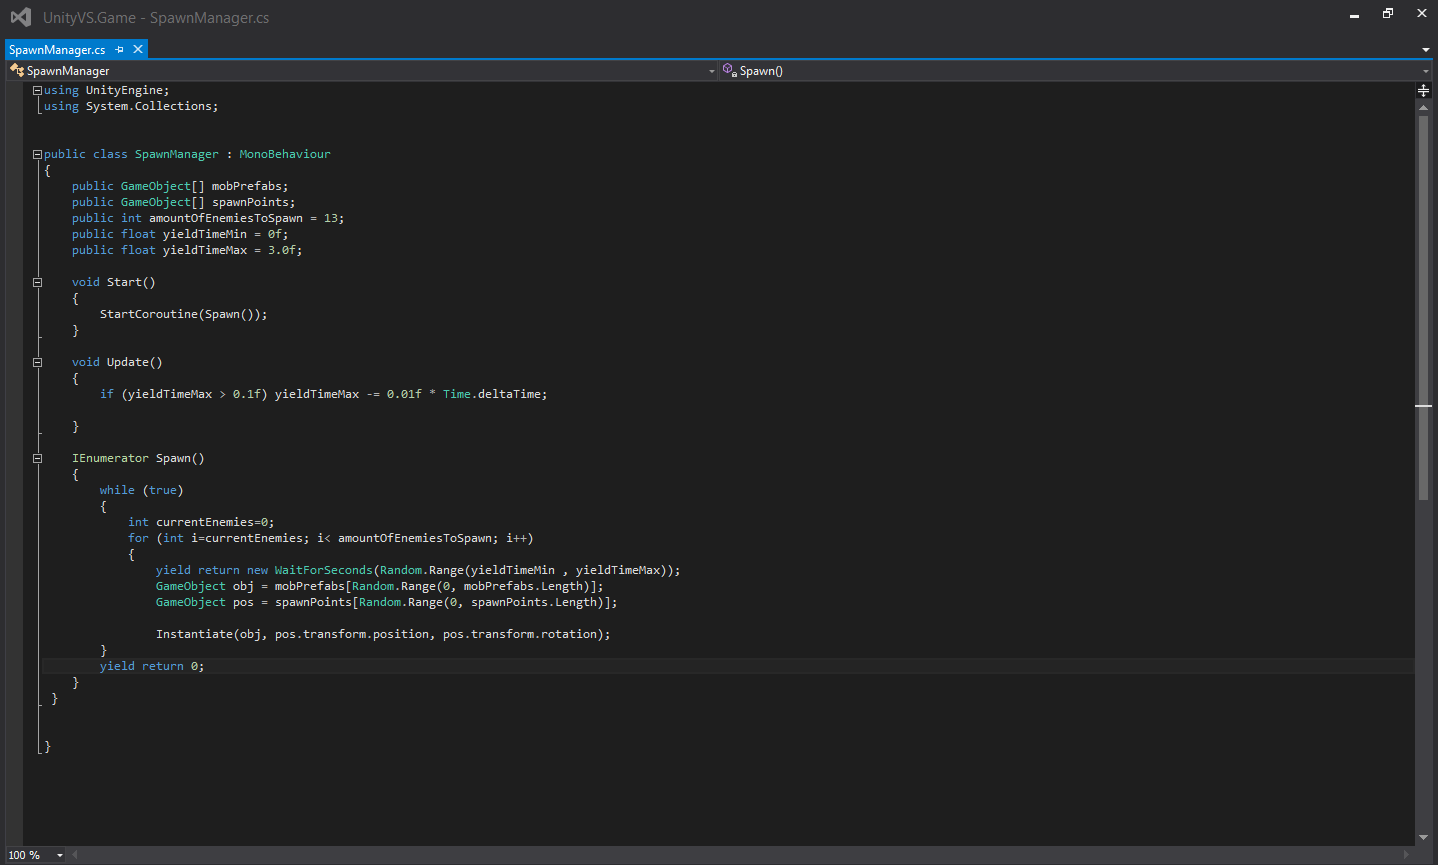 UnityVS.Game - SpawnManager.cs
SpawnManager.cs
SpawnManager
Spawn()
using UnityEngine;
using System.Collections;
public class SpawnManager : MonoBehaviour
{
public GameObject[] mobPrefabs;
public GameObject[] spawnPoints;
public int amountOfEnemiesToSpawn = 13;
public float yieldTimeMin = 0f;
public float yieldTimeMax = 3.0f;
void Start()
{
StartCoroutine(Spawn());
}
void Update()
{
if (yieldTimeMax > 0.1f) yieldTimeMax -= 0.01f * Time.deltaTime;
}
IEnumerator Spawn()
{
while (true)
{
int currentEnemies=0;
for (int i=currentEnemies; i< amountOfEnemiesToSpawn; i++)
{
yield return new WaitForSeconds(Random.Range(yieldTimeMin , yieldTimeMax));
GameObject obj = mobPrefabs[Random.Range(0, mobPrefabs.Length)];
GameObject pos = spawnPoints[Random.Range(0, spawnPoints.Length)];
Instantiate(obj, pos.transform.position, pos.transform.rotation);
}
yield return 0;
}
}
}
100 %